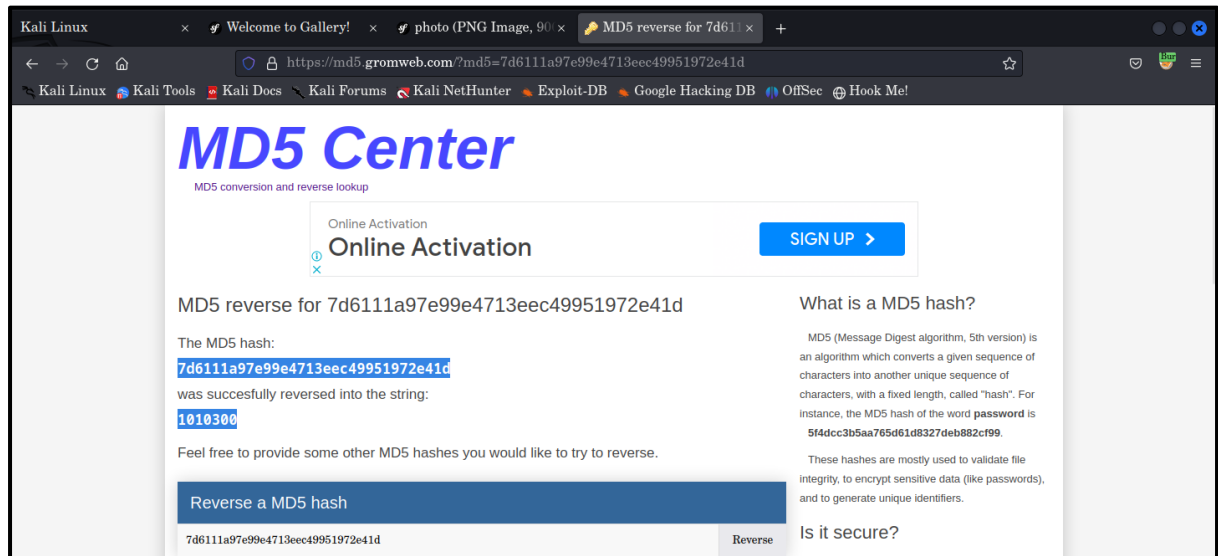 Kali Linux × Welcome to Gallery! × photo (PNG Image, 90 × MD5 reverse for 7d611 × +
https://md5.gromweb.com/?md5=7d6111a97e99e4713eec49951972e41d
Bur
Kali Linux Kali Tools Kali Docs Kali Forums Kali NetHunter Exploit-DB Google Hacking DB OffSec Hook Me!
MD5 Center
MD5 conversion and reverse lookup
Online Activation
Online Activation
SIGN UP >
MD5 reverse for 7d6111a97e99e4713eec49951972e41d
The MD5 hash:
7d6111a97e99e4713eec49951972e41d
was succesfully reversed into the string:
1010300
Feel free to provide some other MD5 hashes you would like to try to reverse.
Reverse a MD5 hash
7d6111a97e99e4713eec49951972e41d Reverse
What is a MD5 hash?
MD5 (Message Digest algorithm, 5th version) is
an algorithm which converts a given sequence of
characters into another unique sequence of
characters, with a fixed length, called "hash". For
instance, the MD5 hash of the word password is
5f4dcc3b5aa765d61d8327deb882cf99.
These hashes are mostly used to validate file
integrity, to encrypt sensitive data (like passwords),
and to generate unique identifiers.
Is it secure?